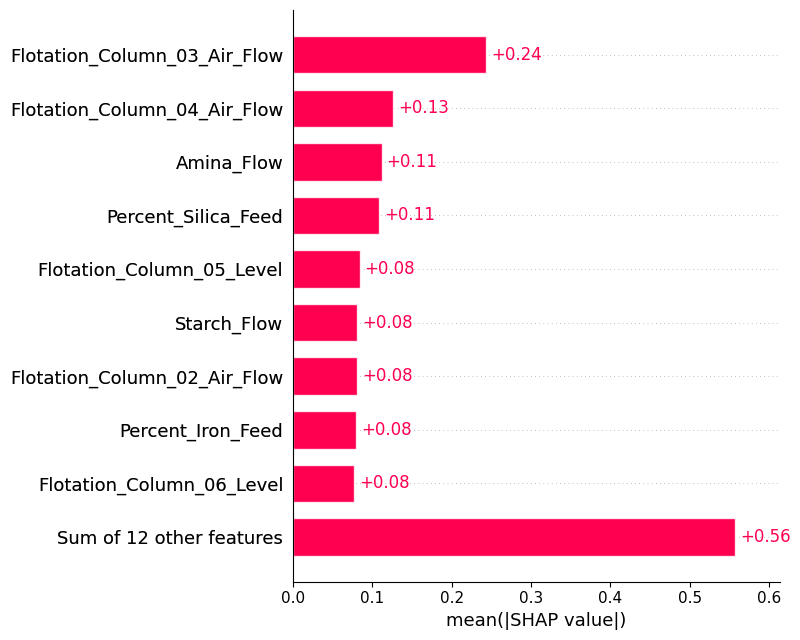 Flotation_Column_03_Air_Flow +0.24
Flotation_Column_04_Air_Flow +0.13
Amina_Flow +0.11
Percent_Silica_Feed +0.11
Flotation_Column_05_Level +0.08
Starch_Flow +0.08
Flotation_Column_02_Air_Flow +0.08
Percent_Iron_Feed +0.08
Flotation_Column_06_Level +0.08
Sum of 12 other features +0.56
0.0 0.1 0.2 0.3 0.4 0.5 0.6
mean(|SHAP value|)